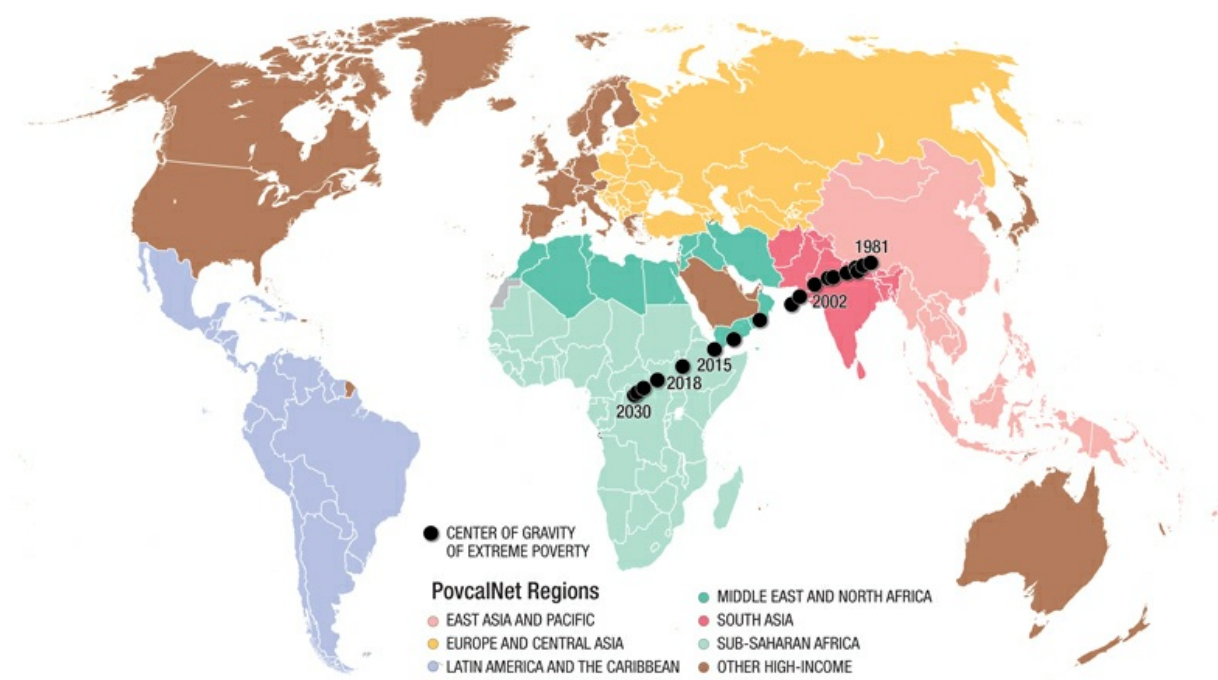 1981
2002
2015
2018
2030
CENTER OF GRAVITY
OF EXTREME POVERTY
PovcalNet Regions
EAST ASIA AND PACIFIC
EUROPE AND CENTRAL ASIA
LATIN AMERICA AND THE CARIBBEAN
MIDDLE EAST AND NORTH AFRICA
SOUTH ASIA
SUB-SAHARAN AFRICA
OTHER HIGH-INCOME